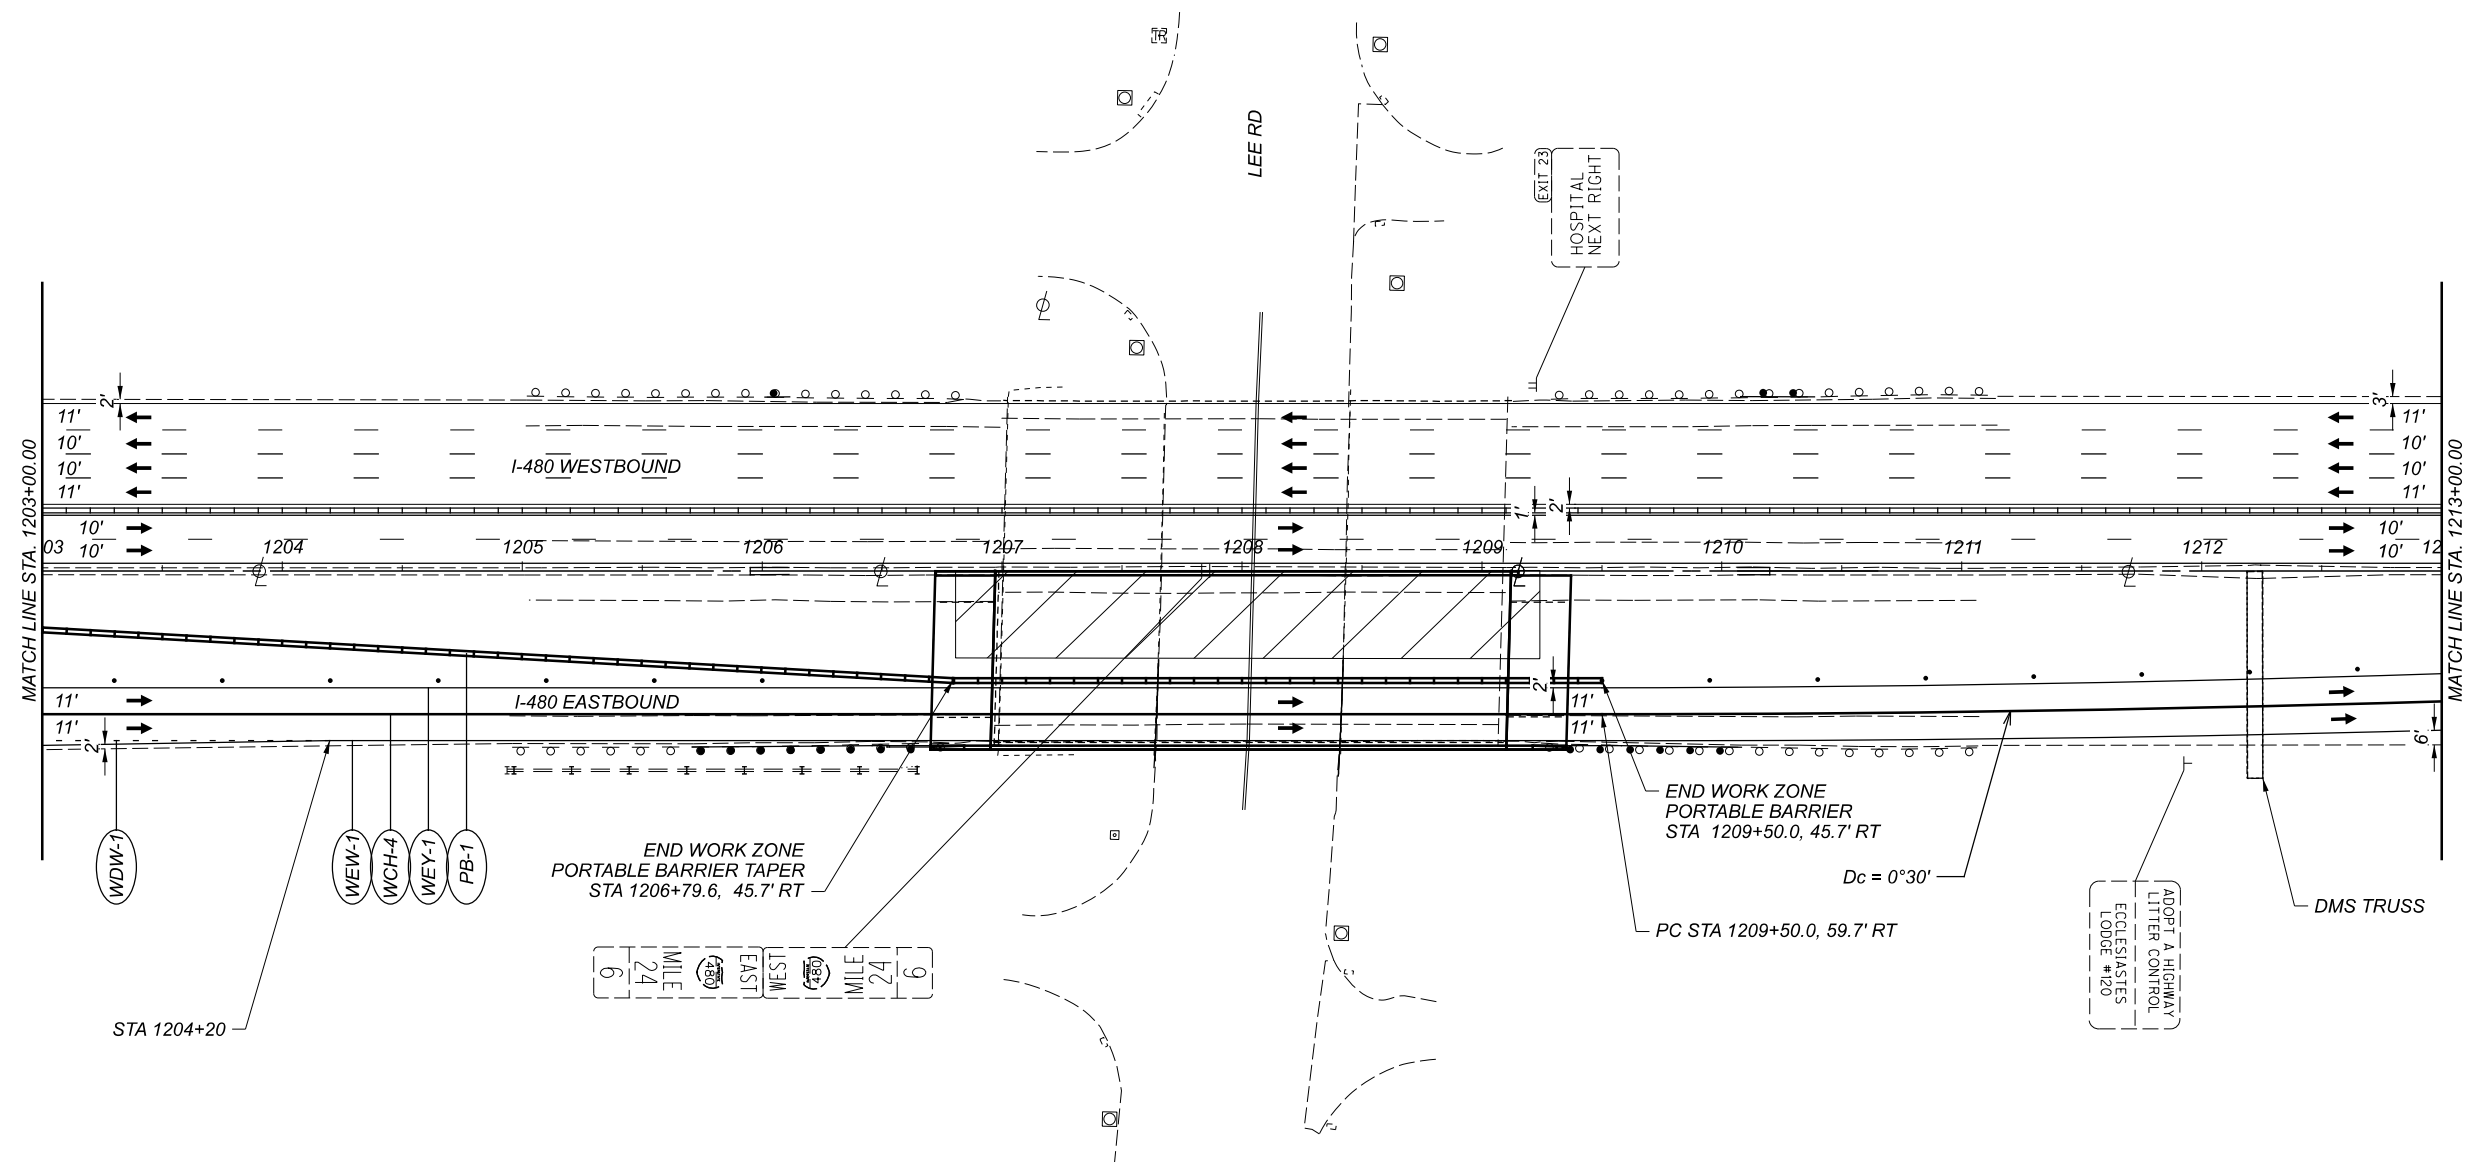 LEE RD
EXIT 23
HOSPITAL
NEXT RIGHT
MATCH LINE STA. 1203+00.00
MATCH LINE STA. 1213+00.00
2'
3'
11'
10'
10'
11'
I-480 WESTBOUND
11'
10'
10'
11'
1'
2'
10'
10'
10'
10'
03
1204
1205
1206
1207
1208
1209
1210
1211
1212
12
11'
11'
2'
I-480 EASTBOUND
2'
11'
11'
6'
WDW-1
WEW-1
WCH-4
WEY-1
PB-1
END WORK ZONE
PORTABLE BARRIER TAPER
STA 1206+79.6, 45.7' RT
END WORK ZONE
PORTABLE BARRIER
STA 1209+50.0, 45.7' RT
Dc = 0°30'
PC STA 1209+50.0, 59.7' RT
DMS TRUSS
ADOPT A HIGHWAY
LITTER CONTROL
ECCLESIASTES
LODGE #120
EAST
480
MILE
24
6
WEST
480
MILE
24
6
STA 1204+20